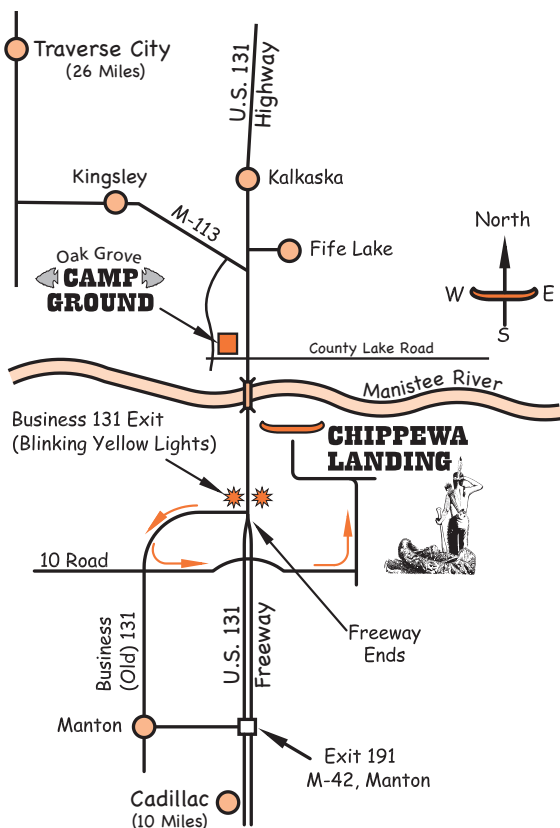 Traverse City
(26 Miles)
U.S. 131
Highway
Kingsley
Kalkaska
M-113
Fife Lake
North
W
E
S
Oak Grove
CAMP
GROUND
County Lake Road
Manistee River
Business 131 Exit
(Blinking Yellow Lights)
CHIPPEWA
LANDING
10 Road
Business
(Old) 131
U.S. 131
Freeway
Freeway
Ends
Manton
Exit 191
M-42, Manton
Cadillac
(10 Miles)